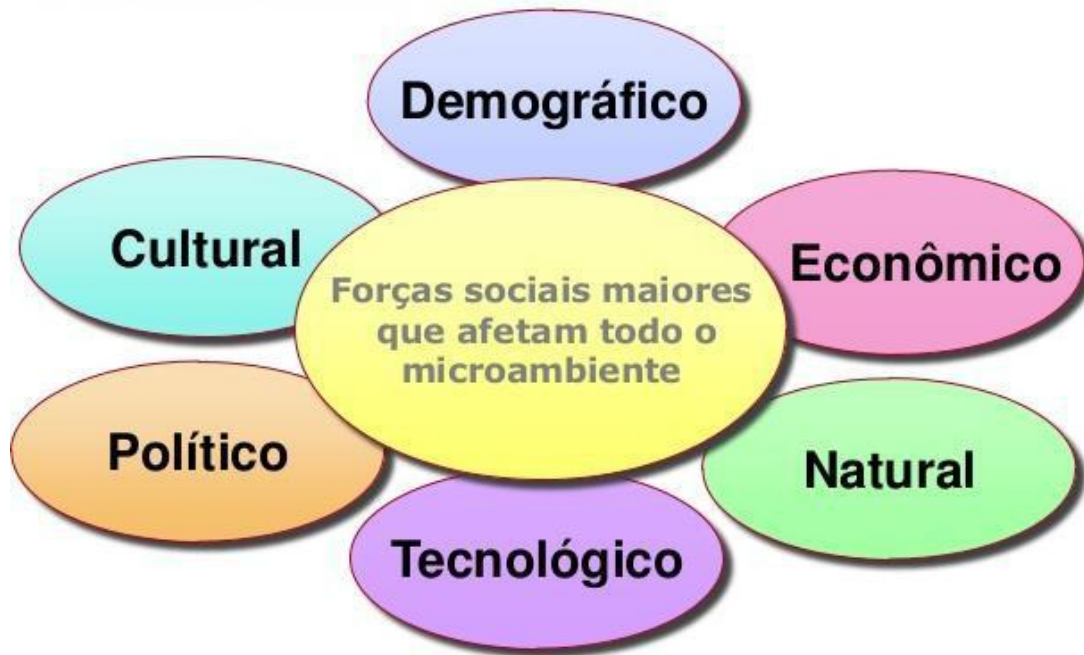 Demográfico
Cultural
Econômico
Forças sociais maiores
que afetam todo o
microambiente
Político
Natural
Tecnológico